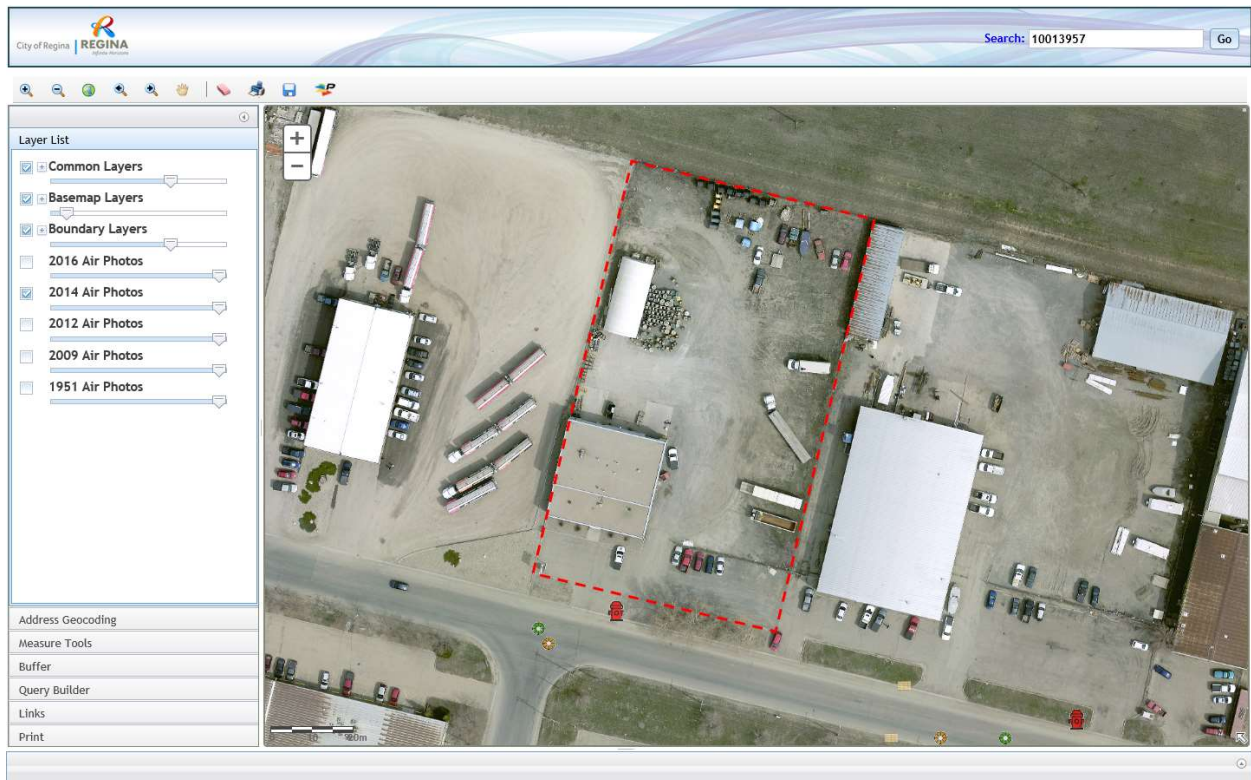 City of Regina
REGINA
Infinite Horizons
Search: 10013957 Go
Layer List
Common Layers
Basemap Layers
Boundary Layers
2016 Air Photos
2014 Air Photos
2012 Air Photos
2009 Air Photos
1951 Air Photos
Address Geocoding
Measure Tools
Buffer
Query Builder
Links
Print